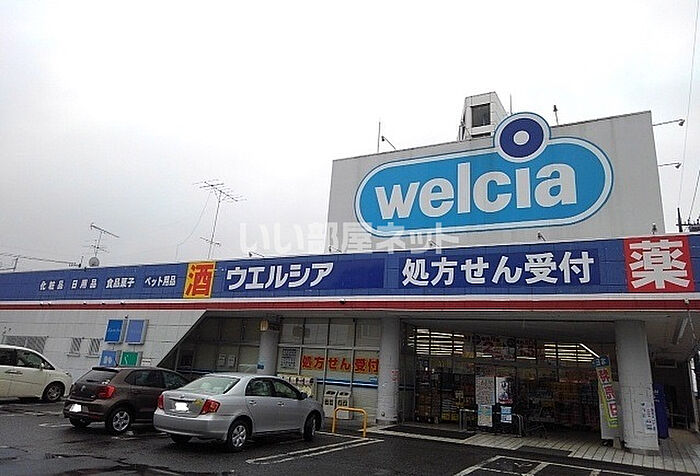 welcia
いい部屋ネット
化粧品 日用品 食品菓子 ペット用品 酒 ウエルシア 処方せん受付 薬
処方せん受付